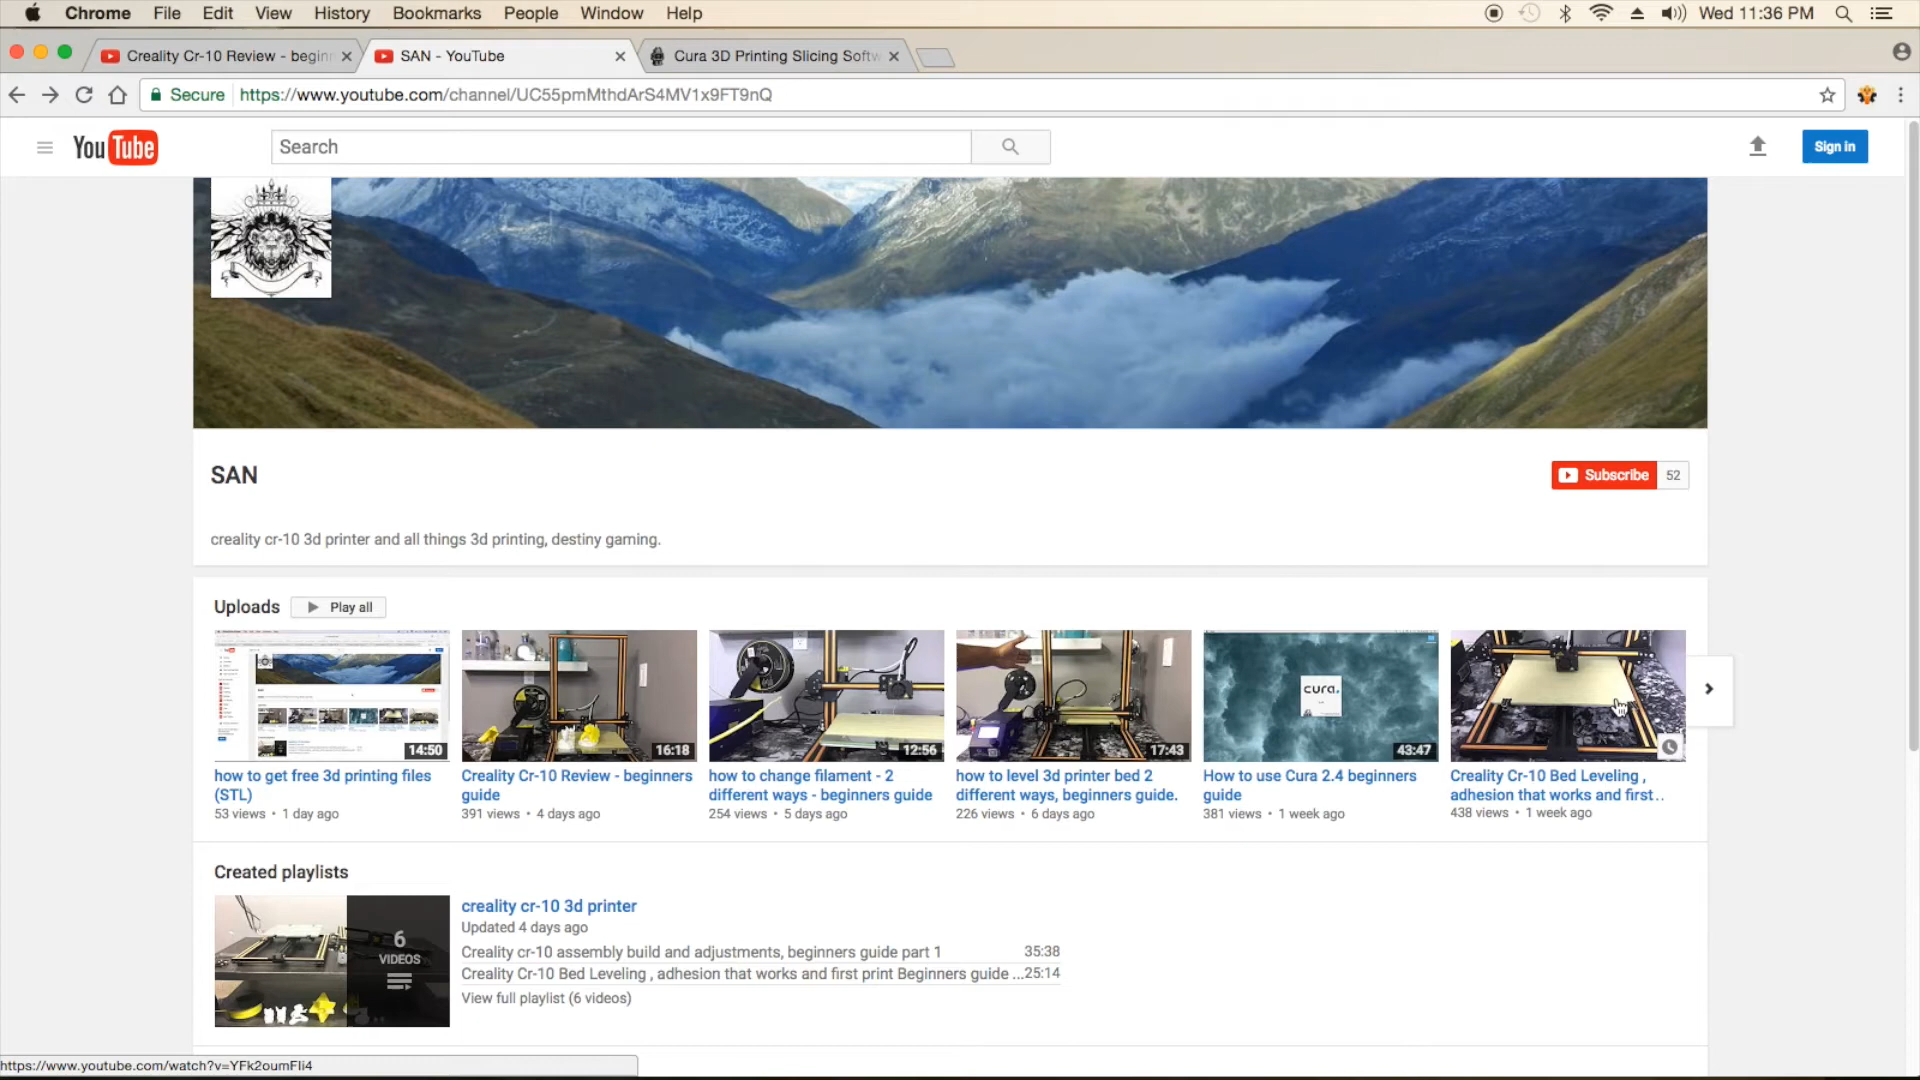 Chrome File Edit View History Bookmarks People Window Help Wed 11:36 PM
Creality Cr-10 Review - begin SAN - YouTube Cura 3D Printing Slicing Softw
Secure https://www.youtube.com/channel/UC55pmMthdArS4MV1x9FT9nQ
YouTube Search Sign in
SAN
Subscribe 52
creality cr-10 3d printer and all things 3d printing, destiny gaming.
Uploads Play all
cura.
14:50 16:18 12:56 17:43 43:47
how to get free 3d printing files
(STL)
53 views • 1 day ago
Creality Cr-10 Review - beginners
guide
391 views • 4 days ago
how to change filament - 2
different ways - beginners guide
254 views • 5 days ago
how to level 3d printer bed 2
different ways, beginners guide.
226 views • 6 days ago
How to use Cura 2.4 beginners
guide
381 views • 1 week ago
Creality Cr-10 Bed Leveling ,
adhesion that works and first..
438 views • 1 week ago
Created playlists
6
VIDEOS
creality cr-10 3d printer
Updated 4 days ago
Creality cr-10 assembly build and adjustments, beginners guide part 1 35:38
Creality Cr-10 Bed Leveling , adhesion that works and first print Beginners guide ... 25:14
View full playlist (6 videos)
https://www.youtube.com/watch?v=YFk2oumFIi4